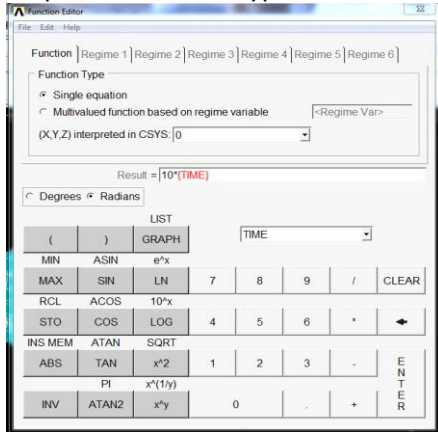 Function Editor
File Edit Help
Function Regime 1 Regime 2 Regime 3 Regime 4 Regime 5 Regime 6
Function Type
Single equation
Multivalued function based on regime variable <Regime Var>
(X,Y,Z) interpreted in CSYS: 0
Result = 10*{TIME}
Degrees Radians
LIST
( ) GRAPH TIME
MIN ASIN e^x
MAX SIN LN 7 8 9 / CLEAR
RCL ACOS 10^x
STO COS LOG 4 5 6 *
INS MEM ATAN SQRT
ABS TAN x^2 1 2 3 - ENTER
PI x^(1/y)
INV ATAN2 x^y 0 . +